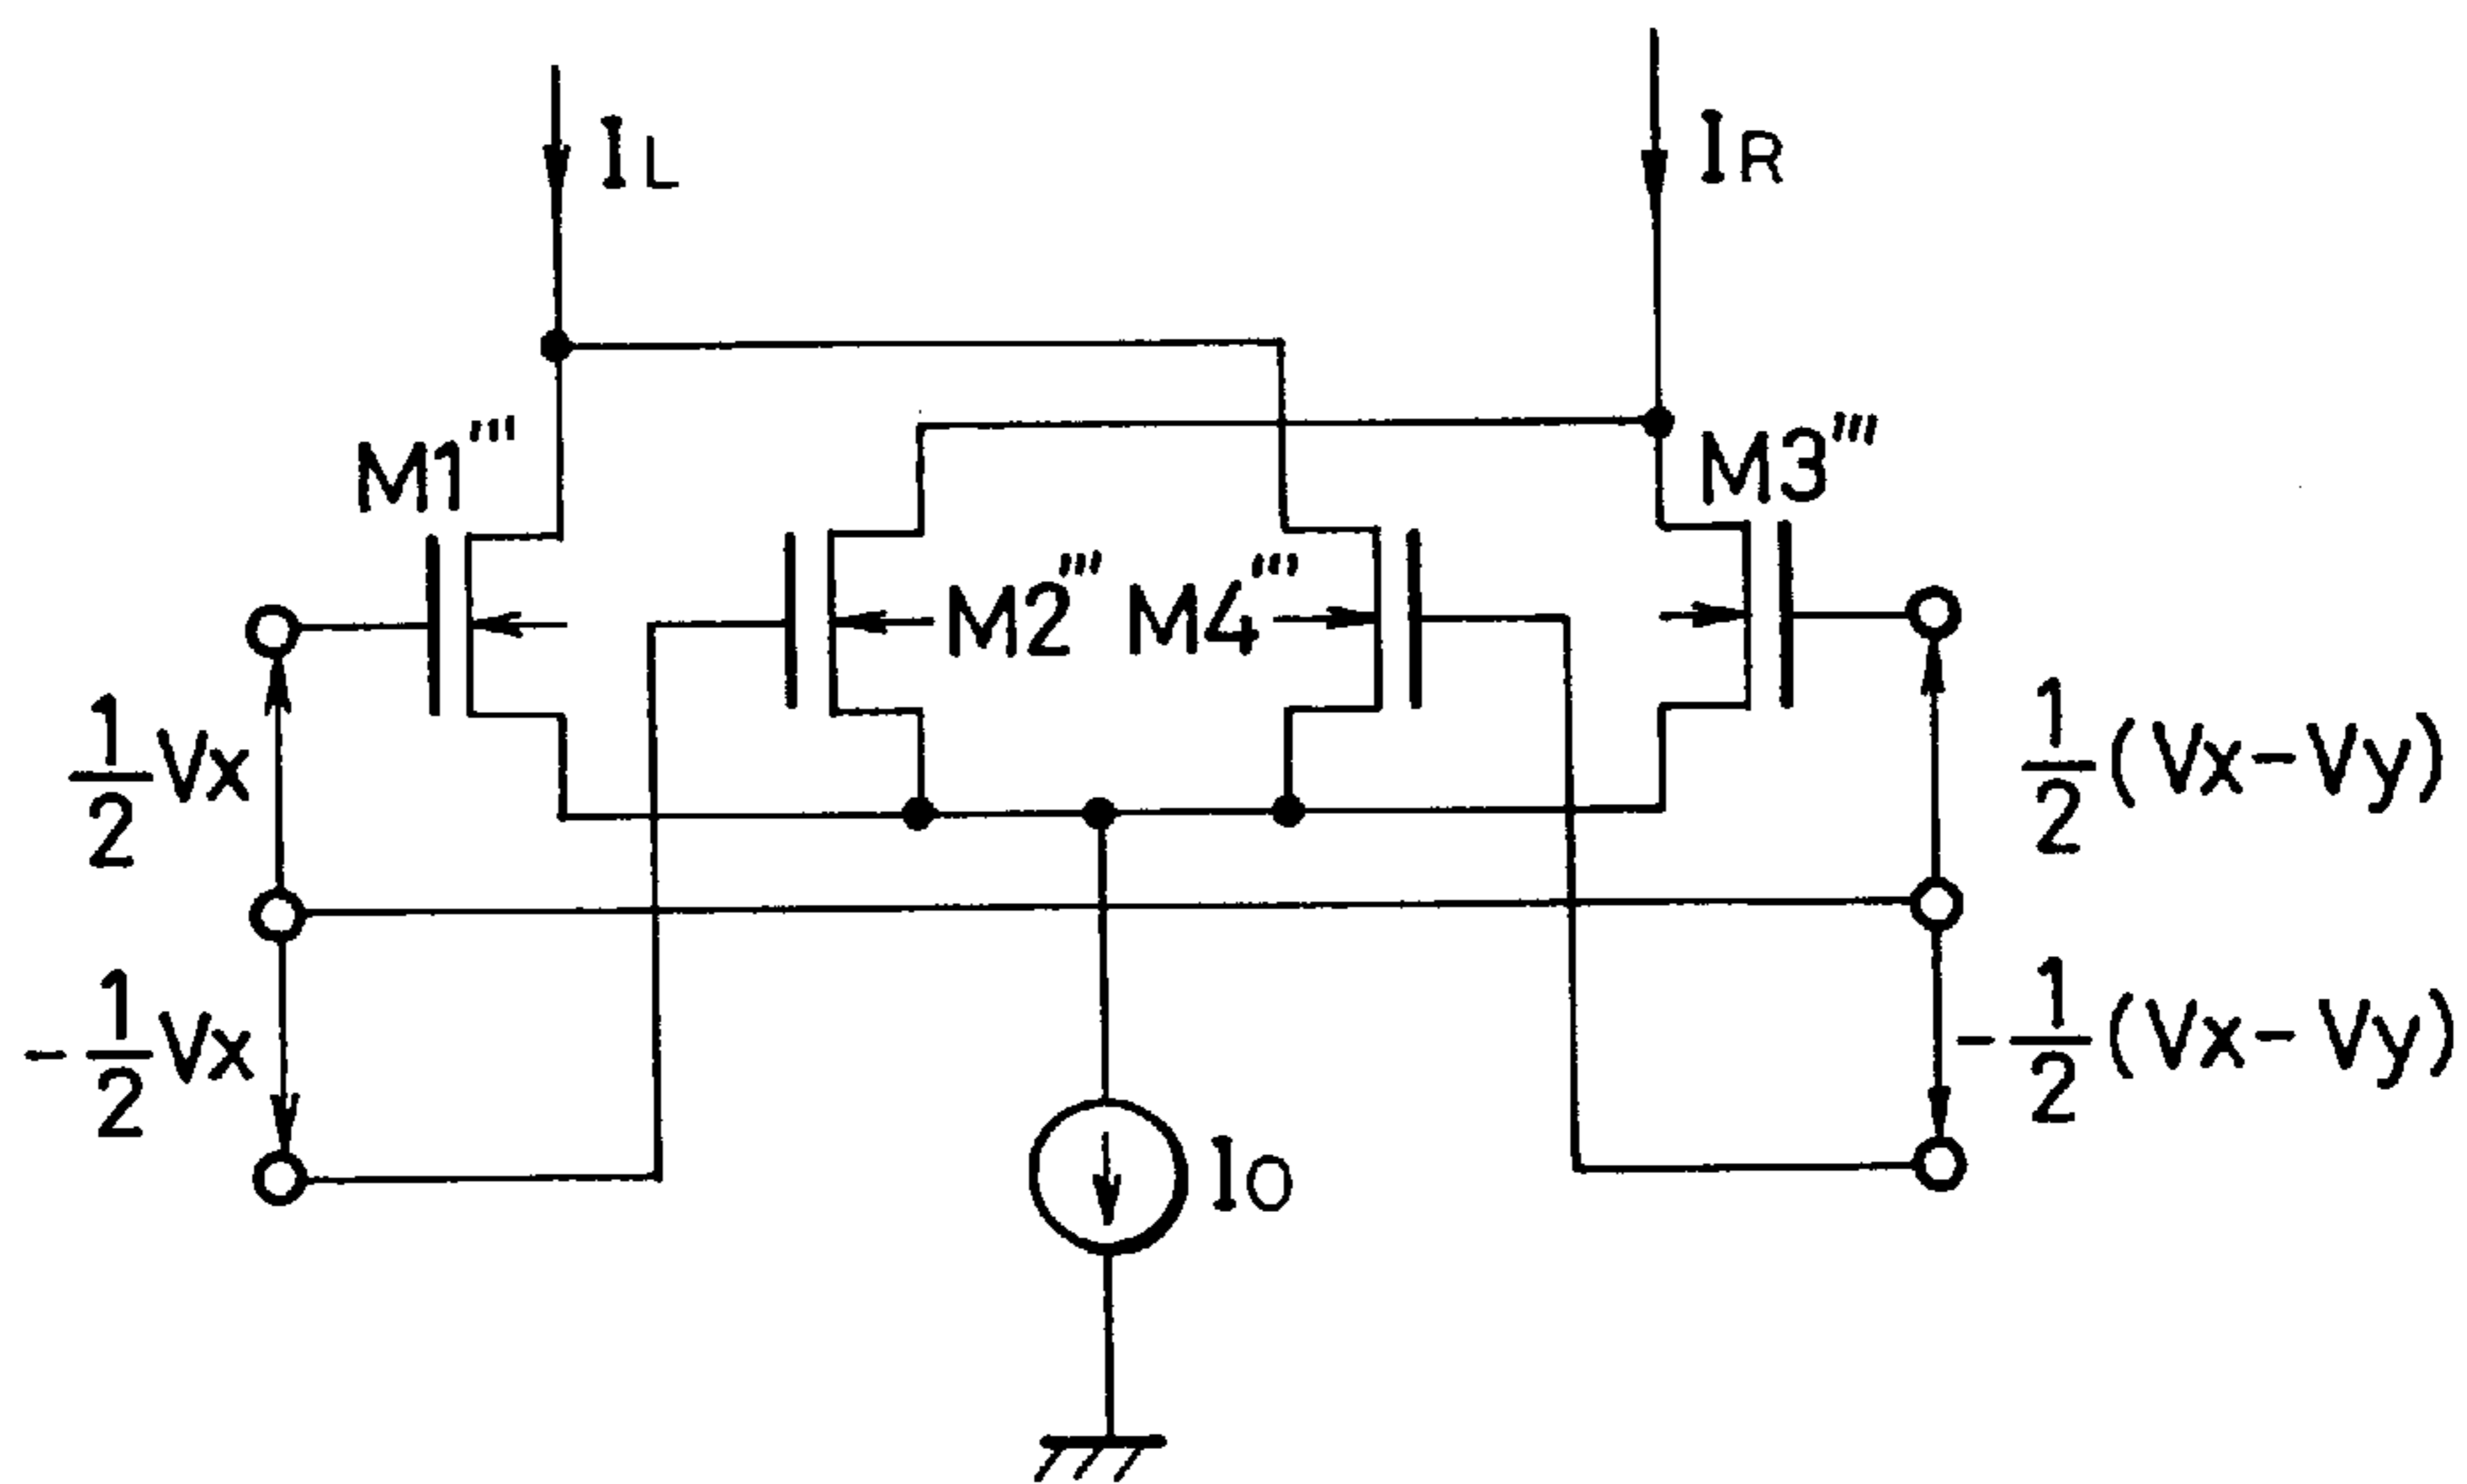 IL
IR
M1'''
M3'''
M2''' M4'''
1/2 Vx
1/2 (Vx-Vy)
-1/2 Vx
-1/2 (Vx-Vy)
IO